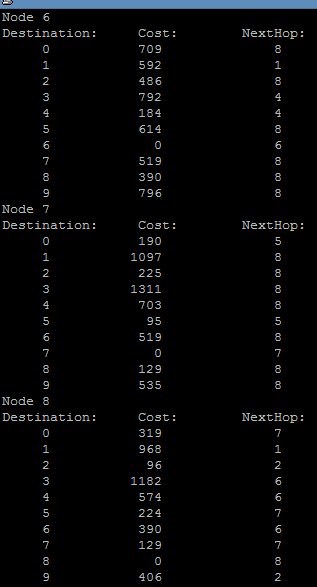 Node 6
Destination: Cost: NextHop:
0 709 8
1 592 1
2 486 8
3 792 4
4 184 4
5 614 8
6 0 6
7 519 8
8 390 8
9 796 8
Node 7
Destination: Cost: NextHop:
0 190 5
1 1097 8
2 225 8
3 1311 8
4 703 8
5 95 5
6 519 8
7 0 7
8 129 8
9 535 8
Node 8
Destination: Cost: NextHop:
0 319 7
1 968 1
2 96 2
3 1182 6
4 574 6
5 224 7
6 390 6
7 129 7
8 0 8
9 406 2